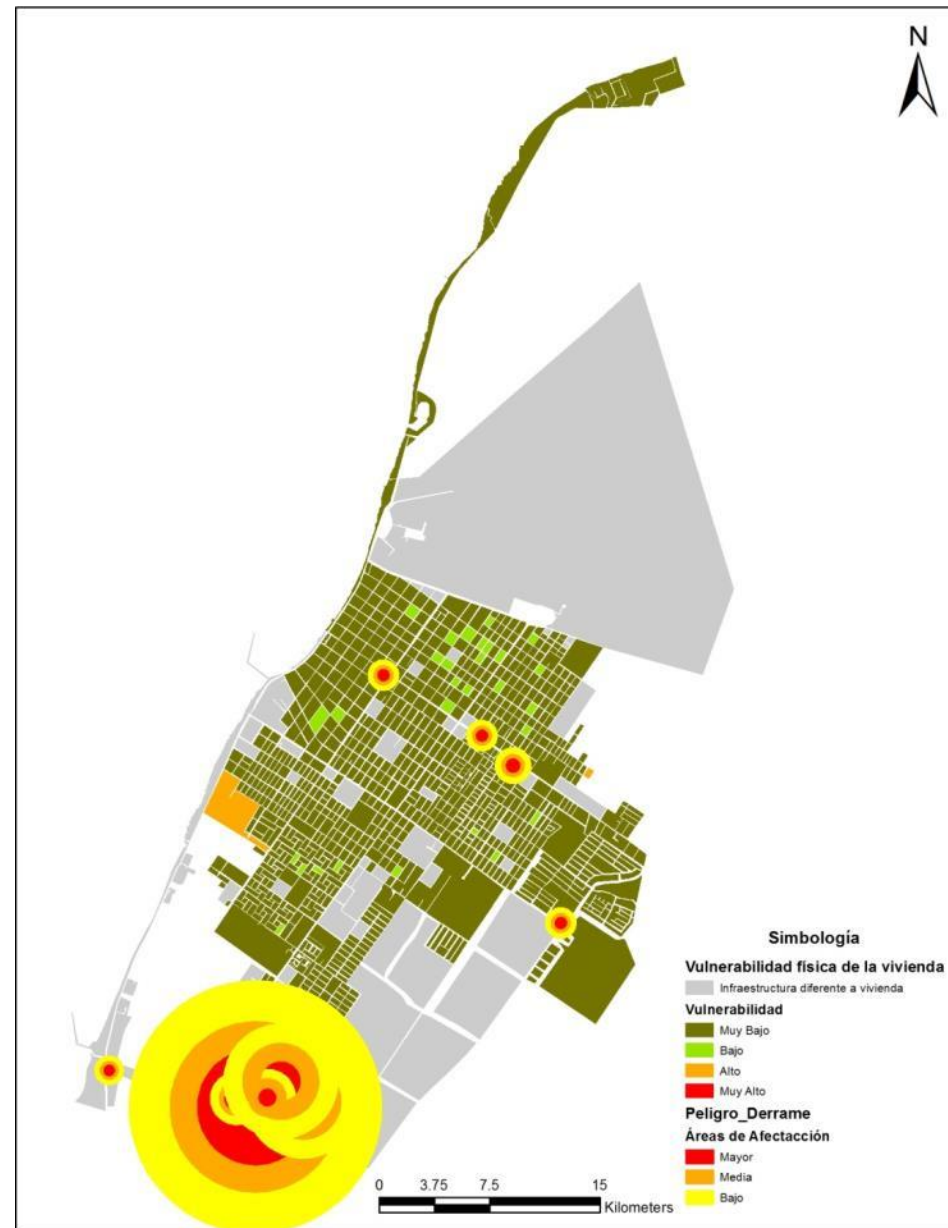 N
Simbología
Vulnerabilidad física de la vivienda
Infraestructura diferente a vivienda
Vulnerabilidad
Muy Bajo
Bajo
Alto
Muy Alto
Peligro_Derrame
Áreas de Afectacción
Mayor
Media
Bajo
0 3.75 7.5 15
Kilometers